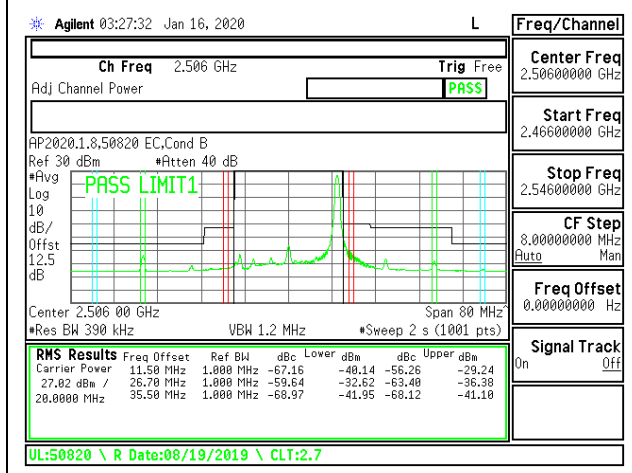 Agilent 03:27:32 Jan 16, 2020 L Freq/Channel
Ch Freq 2.506 GHz Trig Free
Adj Channel Power PASS
Center Freq
2.50600000 GHz
Start Freq
2.46600000 GHz
AP2020.1.8,50820 EC,Cond B
Ref 30 dBm #Atten 40 dB
#Avg
Log
10
dB/
Offst
12.5
dB
PASS LIMIT1
Stop Freq
2.54600000 GHz
CF Step
8.00000000 MHz
Auto Man
Freq Offset
0.00000000 Hz
Center 2.506 00 GHz Span 80 MHz^
#Res BW 390 kHz VBW 1.2 MHz #Sweep 2 s (1001 pts)
Signal Track
On Off
RMS Results Freq Offset Ref BW dBc Lower dBm dBc Upper dBm
Carrier Power 11.50 MHz 1.000 MHz -67.16 -40.14 -56.26 -29.24
27.02 dBm / 26.70 MHz 1.000 MHz -59.64 -32.62 -63.40 -36.38
20.0000 MHz 35.50 MHz 1.000 MHz -68.97 -41.95 -68.12 -41.10
UL:50820 \ R Date:08/19/2019 \ CLT:2.7